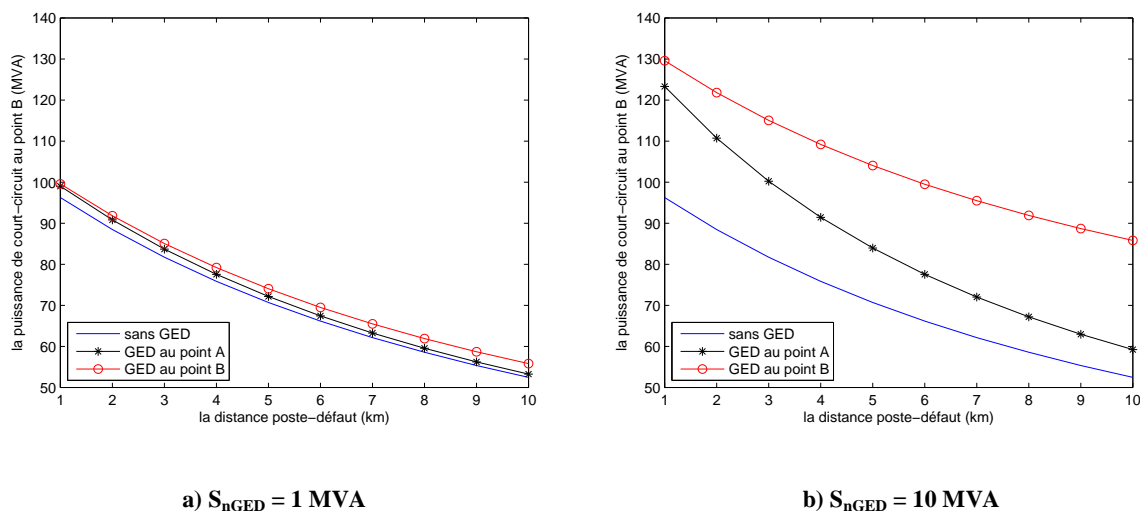 140
130
120
110
100
90
80
70
60
50
la puissance de court-circuit au point B (MVA)
sans GED
GED au point A
GED au point B
1 2 3 4 5 6 7 8 9 10
la distance poste-défaut (km)
a) SnGED = 1 MVA
140
130
120
110
100
90
80
70
60
50
la puissance de court-circuit au point B (MVA)
sans GED
GED au point A
GED au point B
1 2 3 4 5 6 7 8 9 10
la distance poste-défaut (km)
b) SnGED = 10 MVA